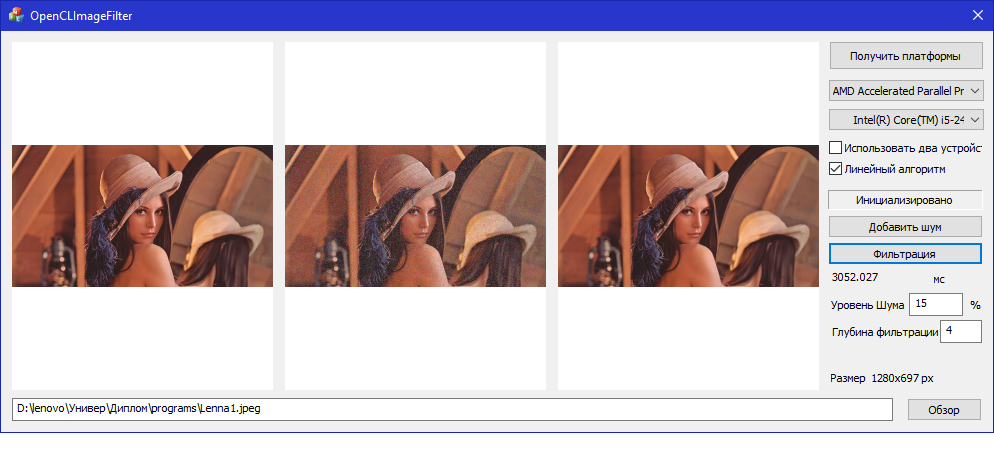 OpenCLImageFilter
Получить платформы
AMD Accelerated Parallel Pr
Intel(R) Core(TM) i5-24
Использовать два устройст
Линейный алгоритм
Инициализировано
Добавить шум
Фильтрация
3052.027 мс
Уровень Шума 15 %
Глубина фильтрации 4
Размер 1280x697 px
D:\lenovo\Универ\Диплом\programs\Lenna1.jpeg
Обзор